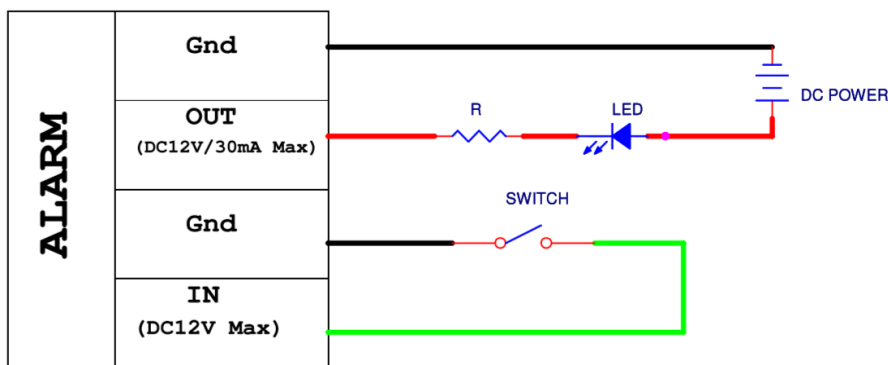 ALARM
Gnd
OUT
(DC12V/30mA Max)
Gnd
IN
(DC12V Max)
R
LED
DC POWER
SWITCH